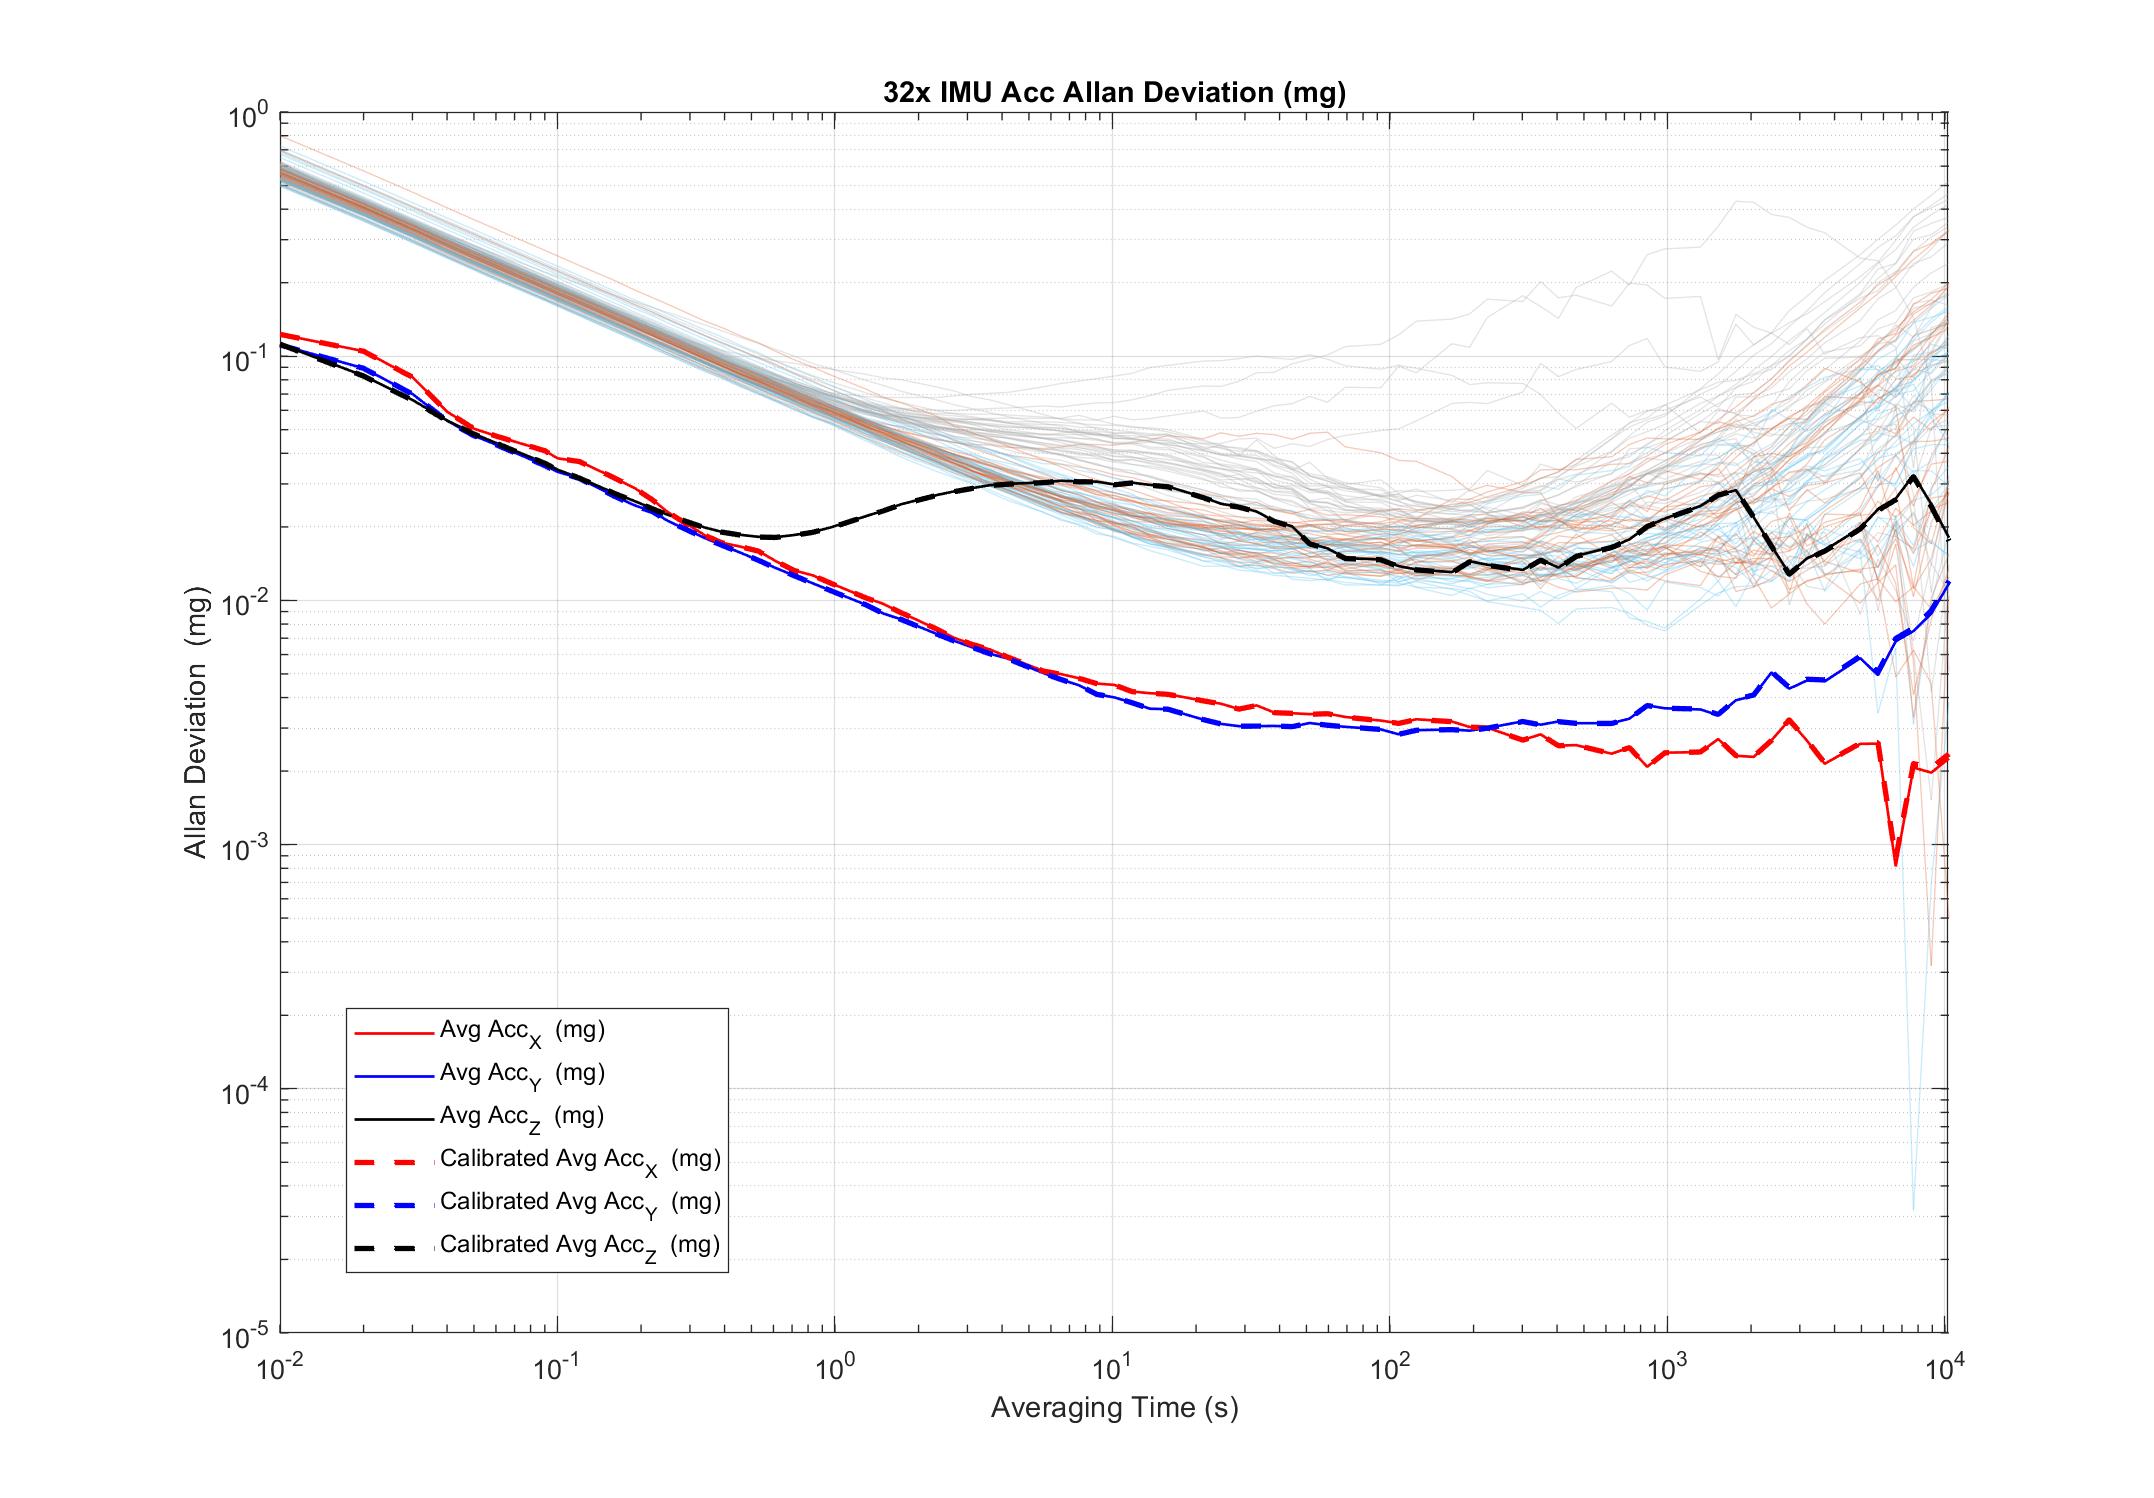 32x IMU Acc Allan Deviation (mg)
10^0
10^-1
10^-2
10^-3
10^-4
10^-5
Allan Deviation (mg)
Avg Acc_X (mg)
Avg Acc_Y (mg)
Avg Acc_Z (mg)
Calibrated Avg Acc_X (mg)
Calibrated Avg Acc_Y (mg)
Calibrated Avg Acc_Z (mg)
10^-2 10^-1 10^0 10^1 10^2 10^3 10^4
Averaging Time (s)